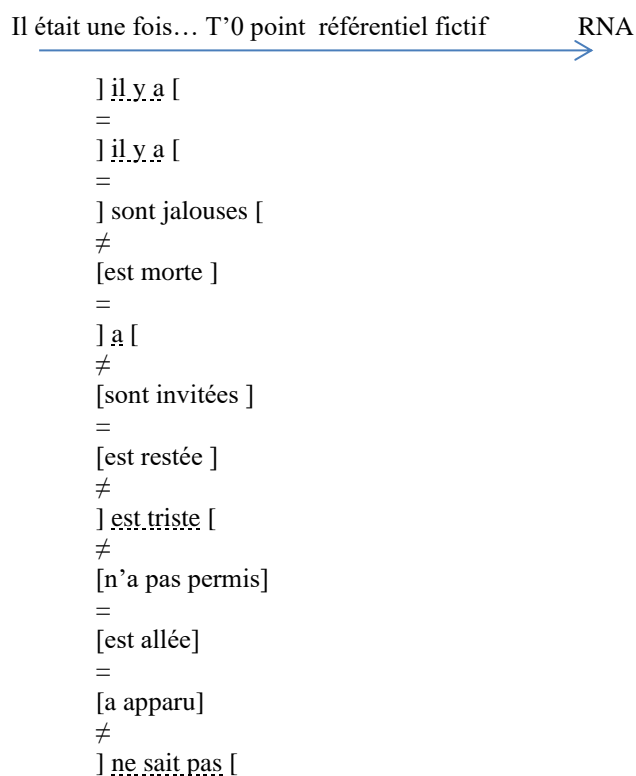 Il était une fois… T’0 point référentiel fictif RNA
] il y a [
=
] il y a [
=
] sont jalouses [
≠
[est morte ]
=
] a [
≠
[sont invitées ]
=
[est restée ]
≠
] est triste [
≠
[n’a pas permis]
=
[est allée]
=
[a apparu]
≠
] ne sait pas [